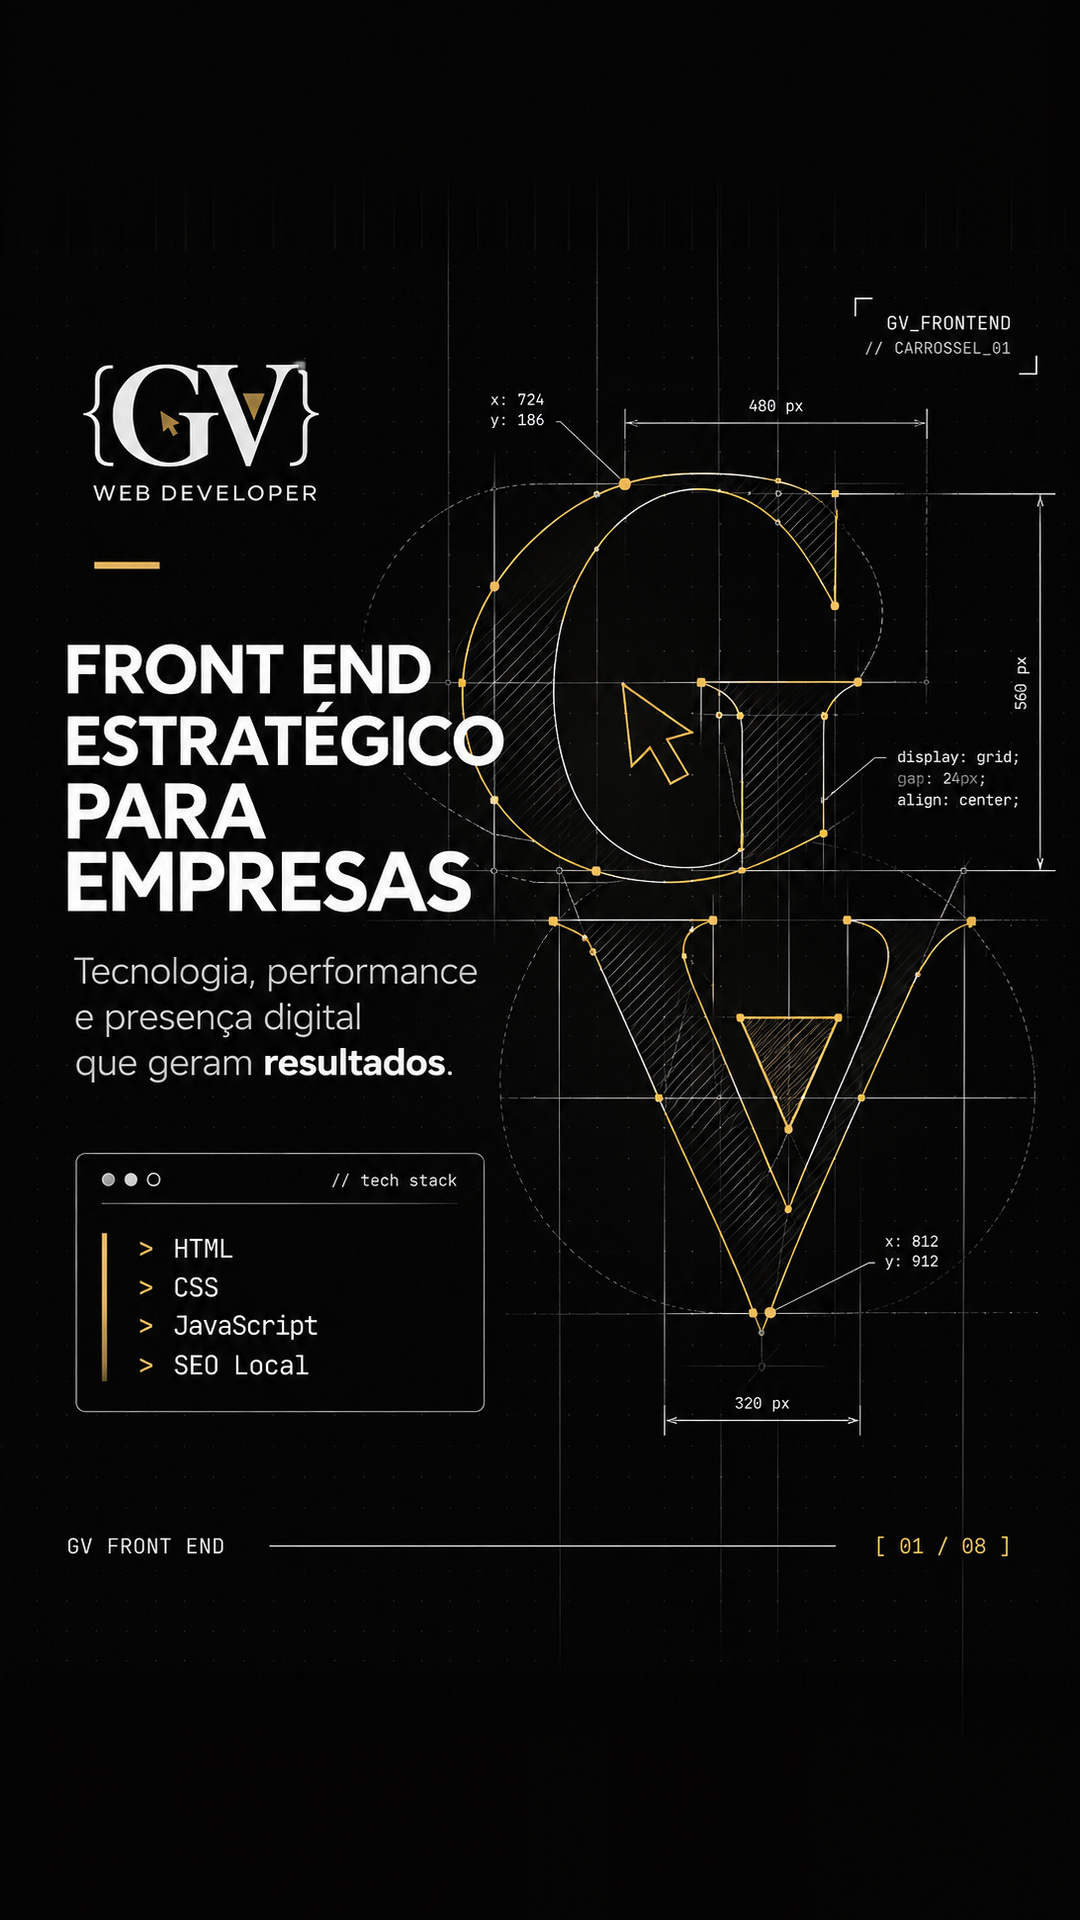 GV_FRONTEND
// CARROSSEL_01
{GV}
WEB DEVELOPER
x: 724
y: 186
480 px
560 px
FRONT END
ESTRATÉGICO
PARA
EMPRESAS
display: grid;
gap: 24px;
align: center;
G
V
Tecnologia, performance
e presença digital
que geram resultados.
// tech stack
> HTML
> CSS
> JavaScript
> SEO Local
x: 812
y: 912
320 px
GV FRONT END
[ 01 / 08 ]